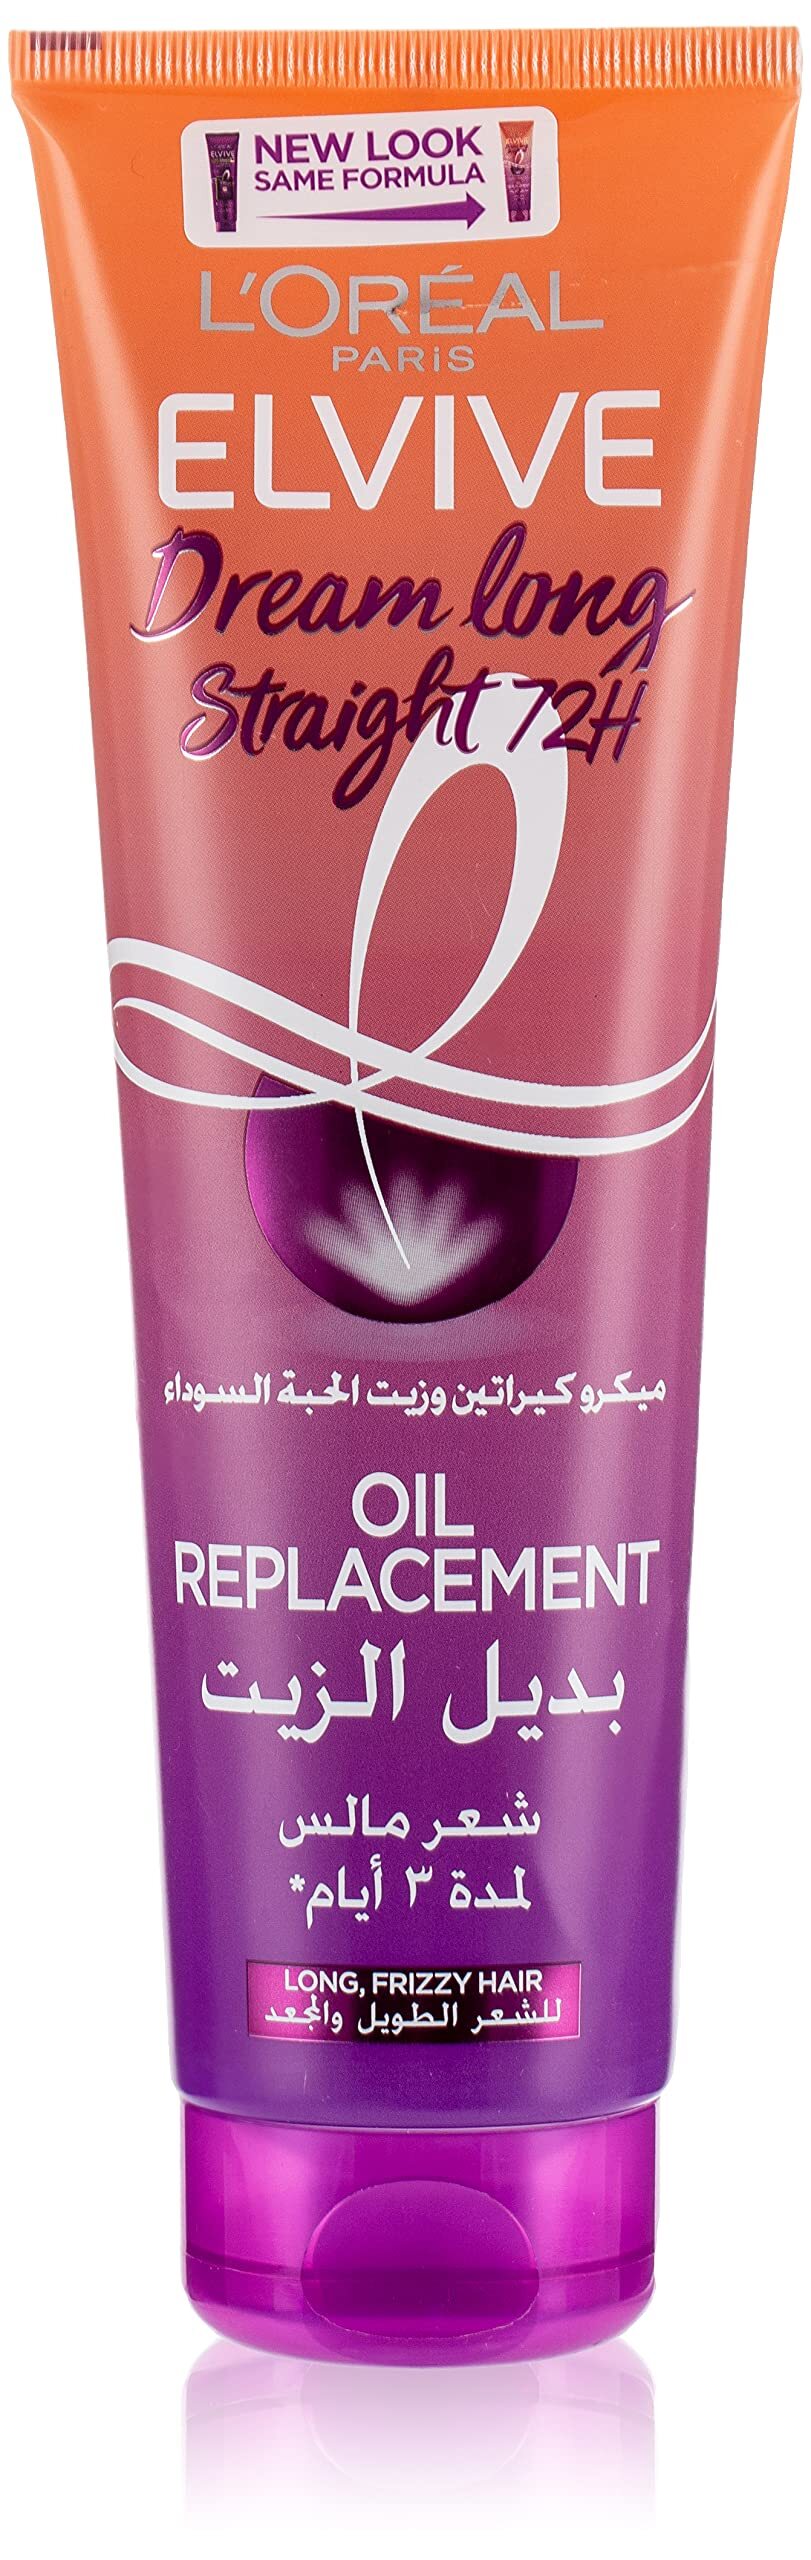 NEW LOOK
SAME FORMULA
L'ORÉAL
PARiS
ELVIVE
Dream long
Straight 72H
ميكرو كيراتين وزيت الحبة السوداء
OIL
REPLACEMENT
بديل الزيت
شعر مالس
لمدة ٣ أيام*
LONG, FRIZZY HAIR
للشعر الطويل والمجعد